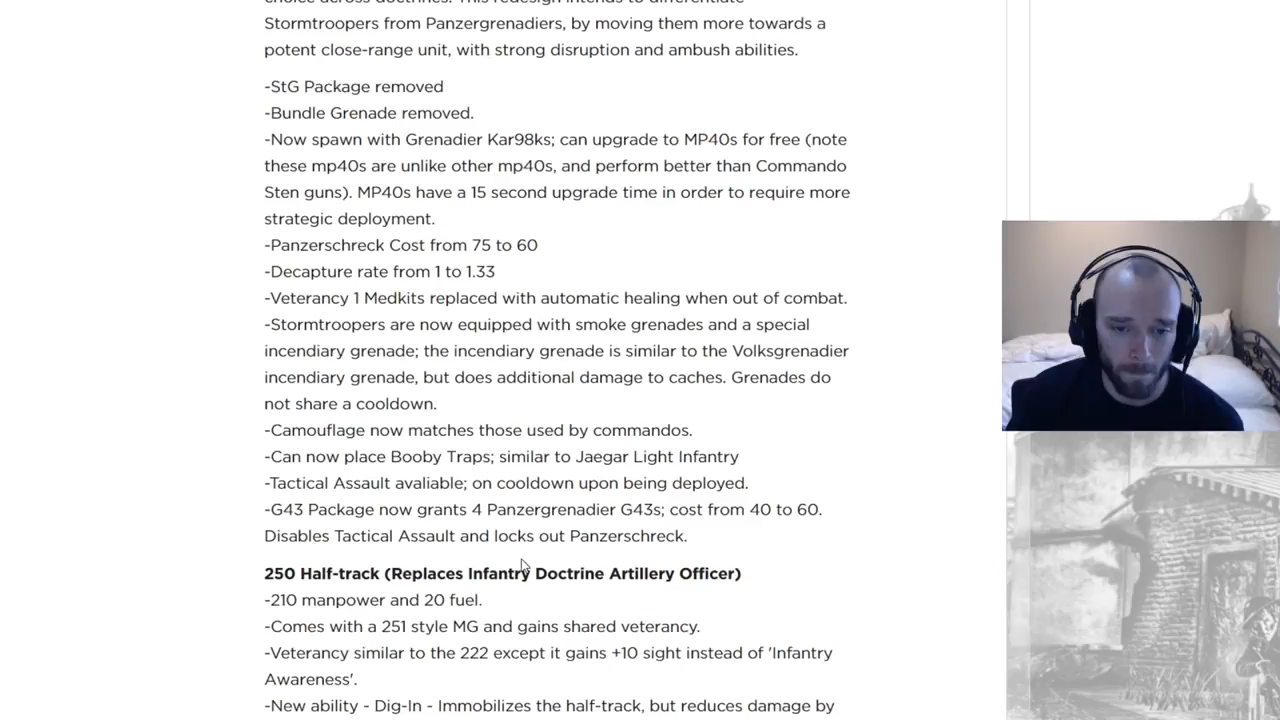 choice across doctrines. This redesign intends to differentiate
Stormtroopers from Panzergrenadiers, by moving them more towards a
potent close-range unit, with strong disruption and ambush abilities.
-StG Package removed
-Bundle Grenade removed.
-Now spawn with Grenadier Kar98ks; can upgrade to MP40s for free (note
these mp40s are unlike other mp40s, and perform better than Commando
Sten guns). MP40s have a 15 second upgrade time in order to require more
strategic deployment.
-Panzerschreck Cost from 75 to 60
-Decapture rate from 1 to 1.33
-Veterancy 1 Medkits replaced with automatic healing when out of combat.
-Stormtroopers are now equipped with smoke grenades and a special
incendiary grenade; the incendiary grenade is similar to the Volksgrenadier
incendiary grenade, but does additional damage to caches. Grenades do
not share a cooldown.
-Camouflage now matches those used by commandos.
-Can now place Booby Traps; similar to Jaegar Light Infantry
-Tactical Assault avaliable; on cooldown upon being deployed.
-G43 Package now grants 4 Panzergrenadier G43s; cost from 40 to 60.
Disables Tactical Assault and locks out Panzerschreck.
250 Half-track (Replaces Infantry Doctrine Artillery Officer)
-210 manpower and 20 fuel.
-Comes with a 251 style MG and gains shared veterancy.
-Veterancy similar to the 222 except it gains +10 sight instead of 'Infantry
Awareness'.
-New ability - Dig-In - Immobilizes the half-track, but reduces damage by